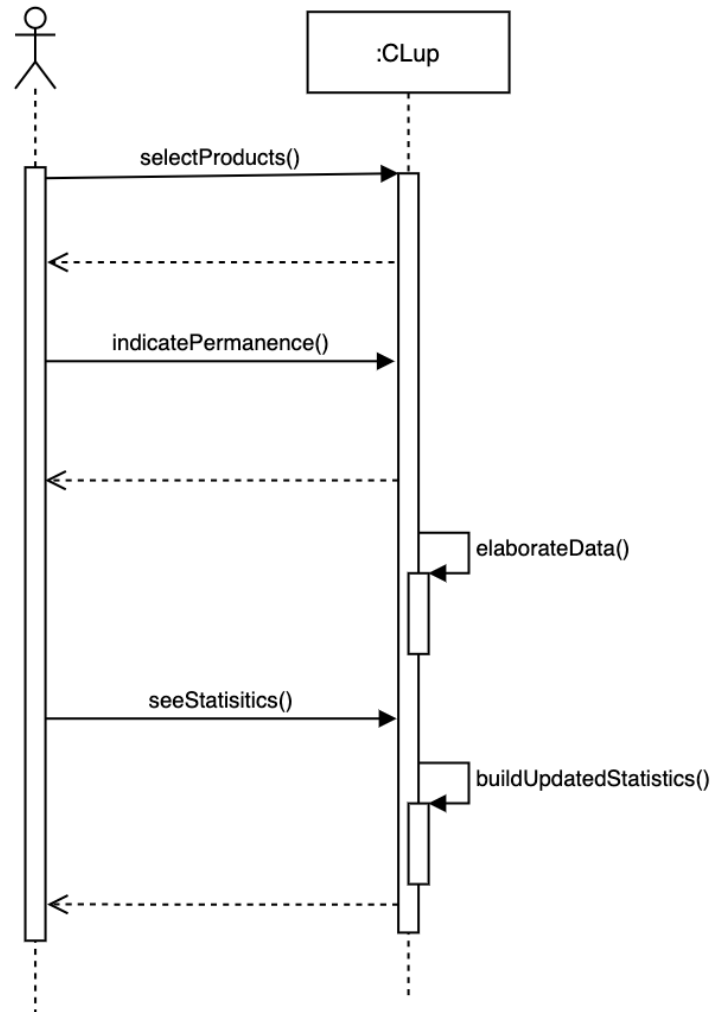 :CLup
selectProducts()
indicatePermanence()
elaborateData()
seeStatisitics()
buildUpdatedStatistics()